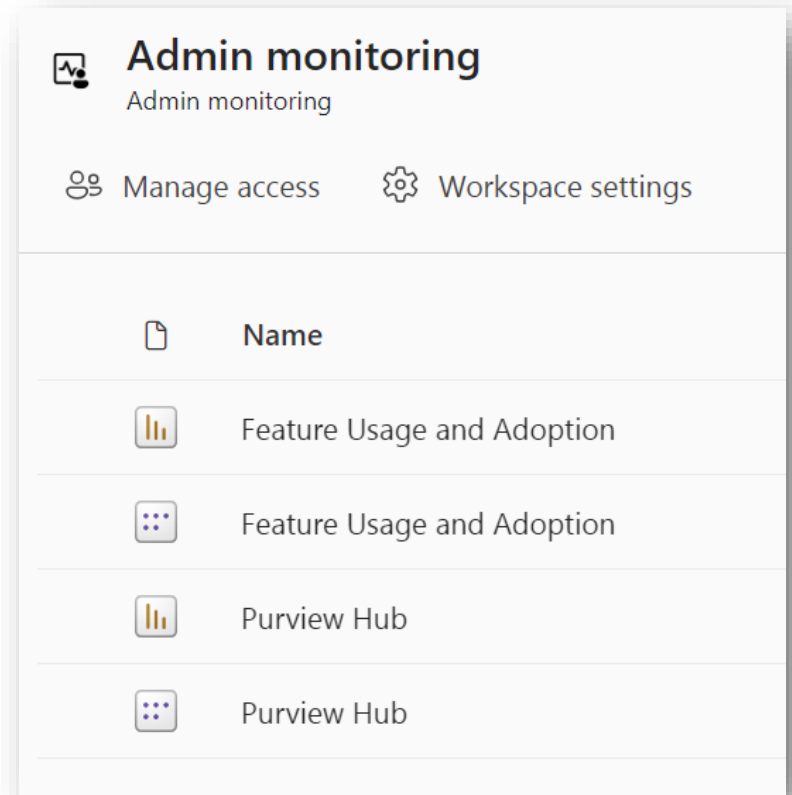 Admin monitoring
Admin monitoring
Manage access Workspace settings
Name
Feature Usage and Adoption
Feature Usage and Adoption
Purview Hub
Purview Hub